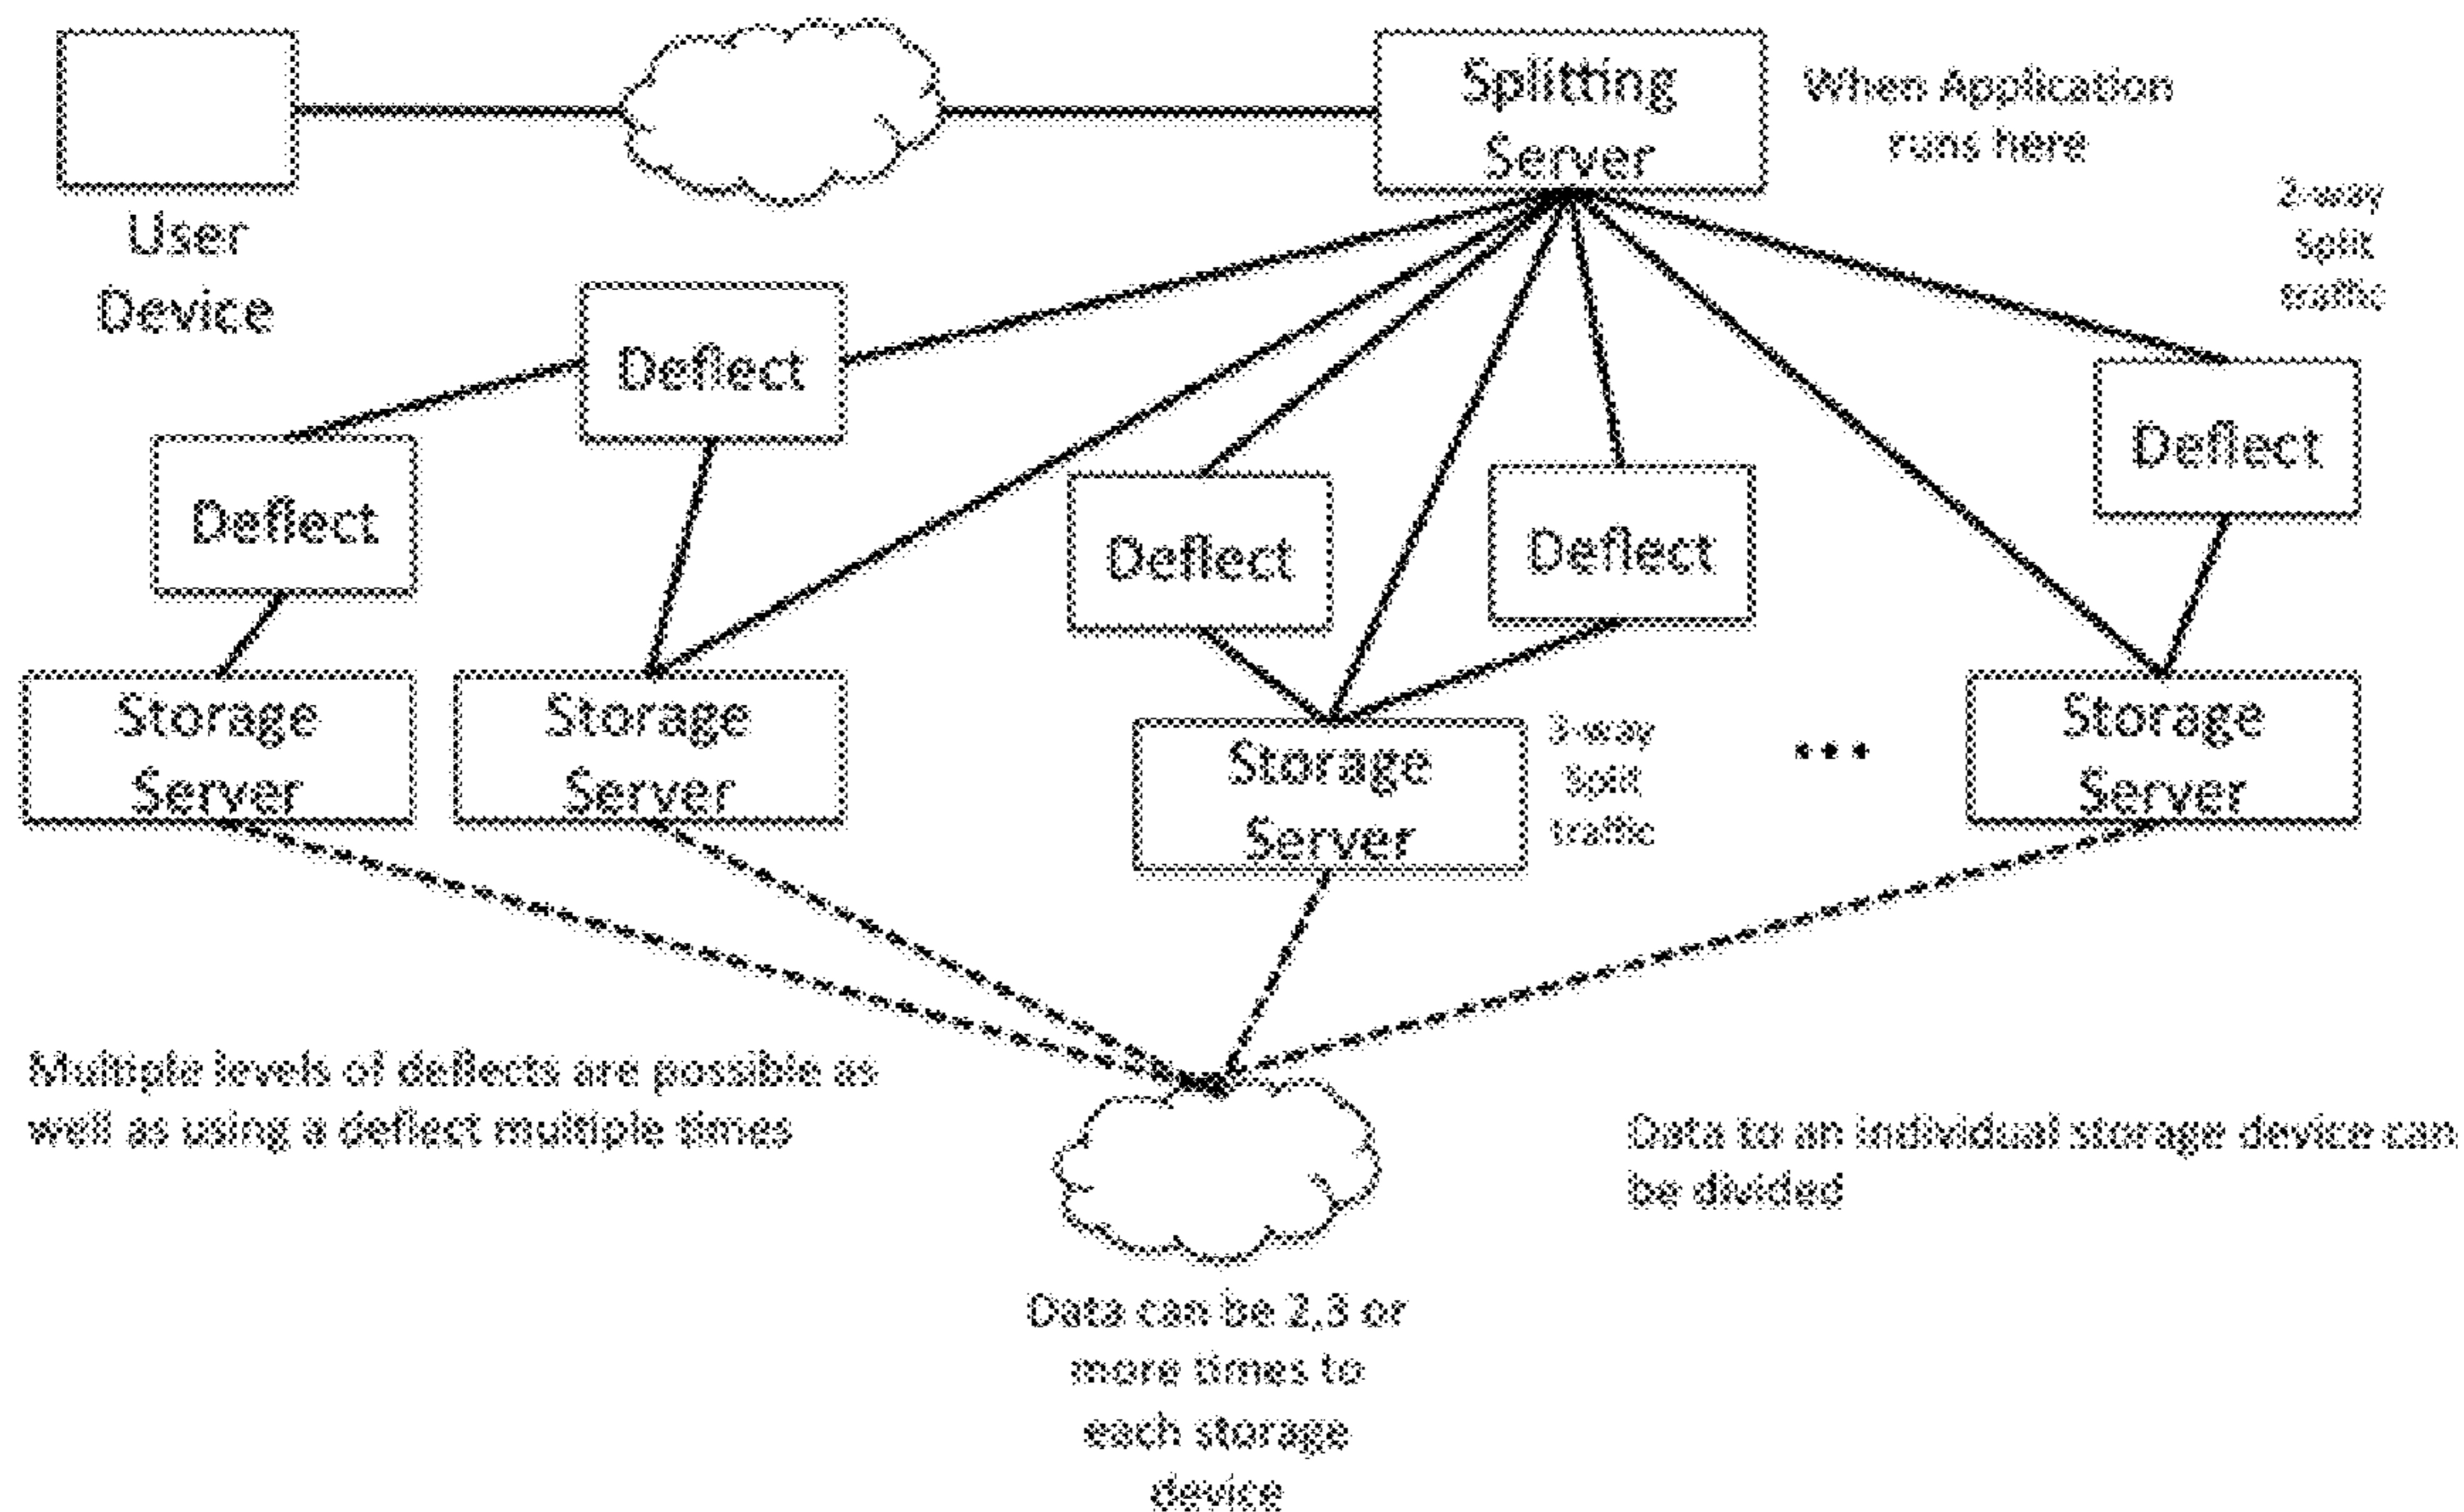 Splitting
Server
When Application
runs here
User
Device
2-way
Split
traffic
Deflect
Deflect
Deflect
Deflect
Deflect
Storage
Server
Storage
Server
Storage
Server
3-way
Split
traffic
...
Storage
Server
Multiple levels of deflects are possible as
well as using a deflect multiple times
Data to an individual storage device can
be divided
Data can be 2,3 or
more times to
each storage
device